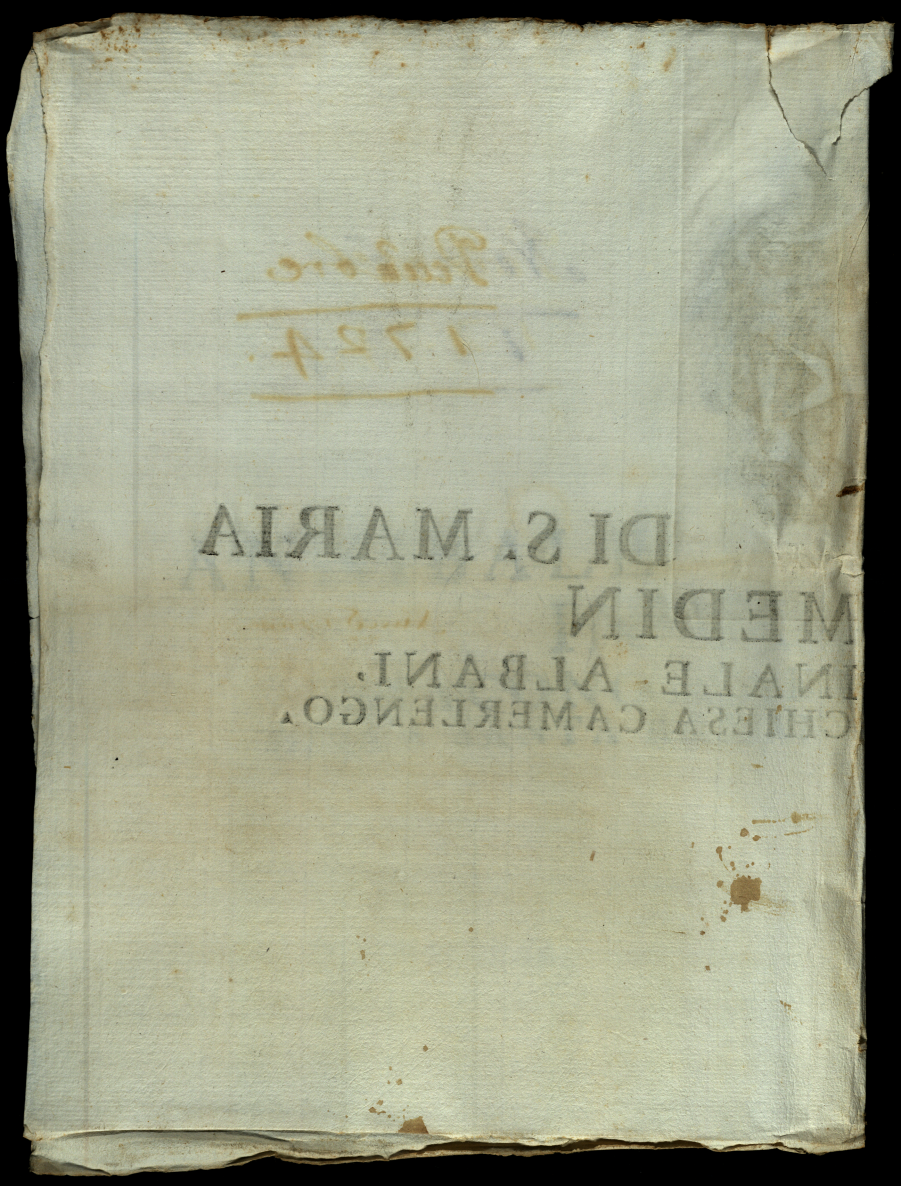 1724.
DI S. MARIA
MEDIN
INALE ALBANI.
CHIESA CAMERLENGO.